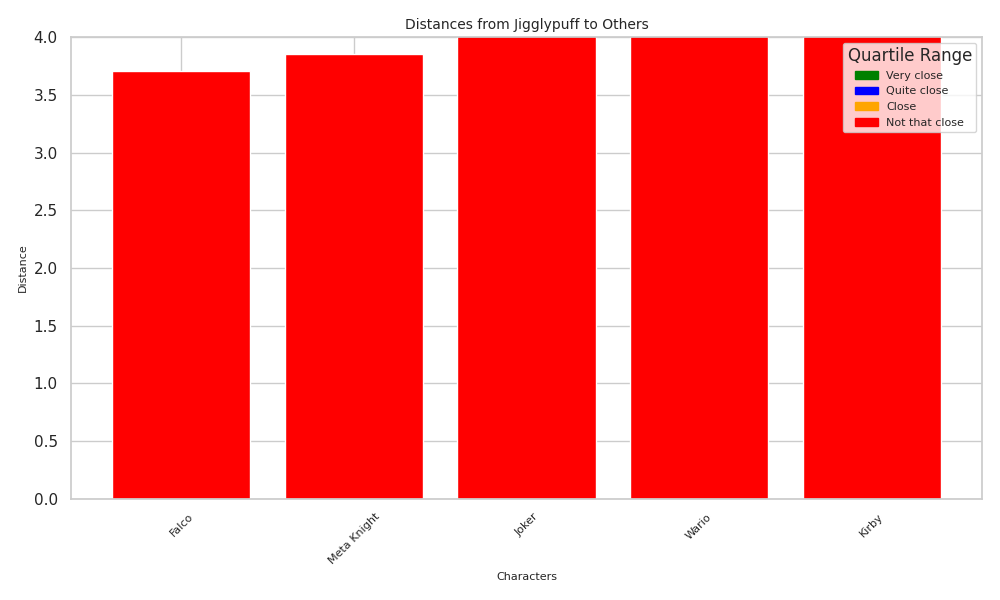 Distances from Jigglypuff to Others
4.0
3.5
3.0
2.5
2.0
1.5
1.0
0.5
0.0
Distance
Quartile Range
Very close
Quite close
Close
Not that close
Falco
Meta Knight
Joker
Wario
Kirby
Characters